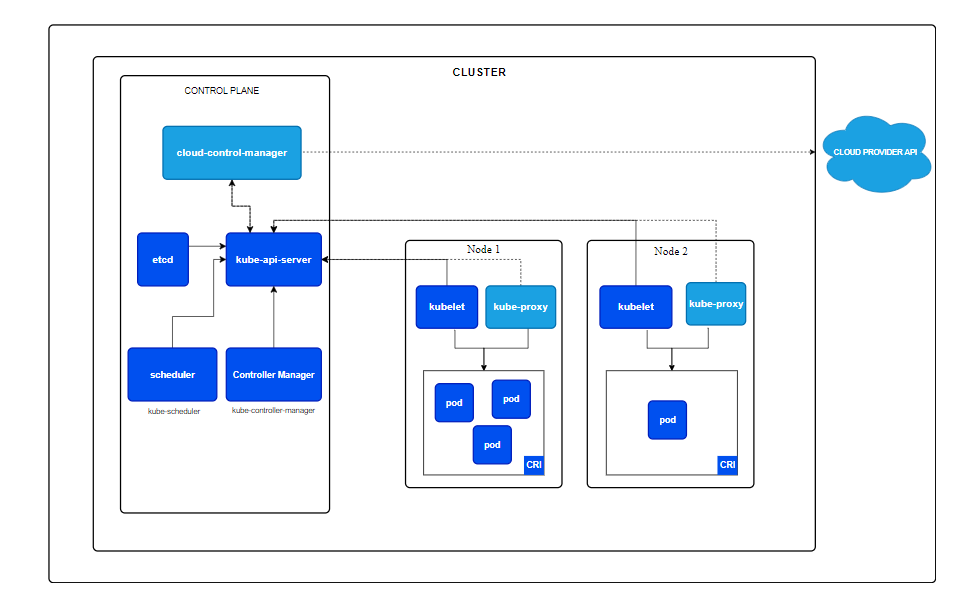 CLUSTER
CONTROL PLANE
cloud-control-manager
CLOUD PROVIDER API
etcd
kube-api-server
scheduler
kube-scheduler
Controller Manager
kube-controller-manager
Node 1
kubelet
kube-proxy
pod
pod
pod
CRI
Node 2
kubelet
kube-proxy
pod
CRI